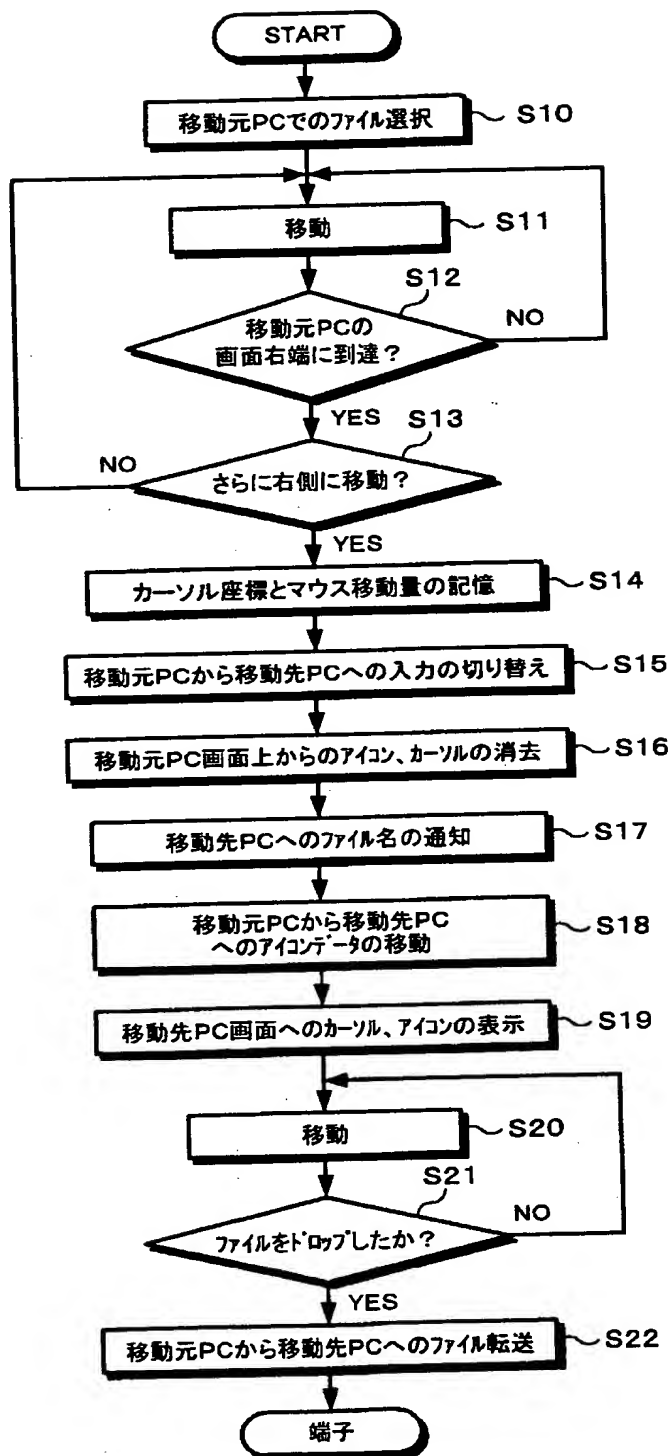 START
移動元PCでのファイル選択
S10
移動
S11
S12
移動元PCの
画面右端に到達?
NO
YES
S13
NO
さらに右側に移動?
YES
カーソル座標とマウス移動量の記憶
S14
移動元PCから移動先PCへの入力の切り替え
S15
移動元PC画面上からのアイコン、カーソルの消去
S16
移動先PCへのファイル名の通知
S17
移動元PCから移動先PC
へのアイコンデータの移動
S18
移動先PC画面へのカーソル、アイコンの表示
S19
移動
S20
S21
ファイルをドロップしたか?
NO
YES
移動元PCから移動先PCへのファイル転送
S22
端子